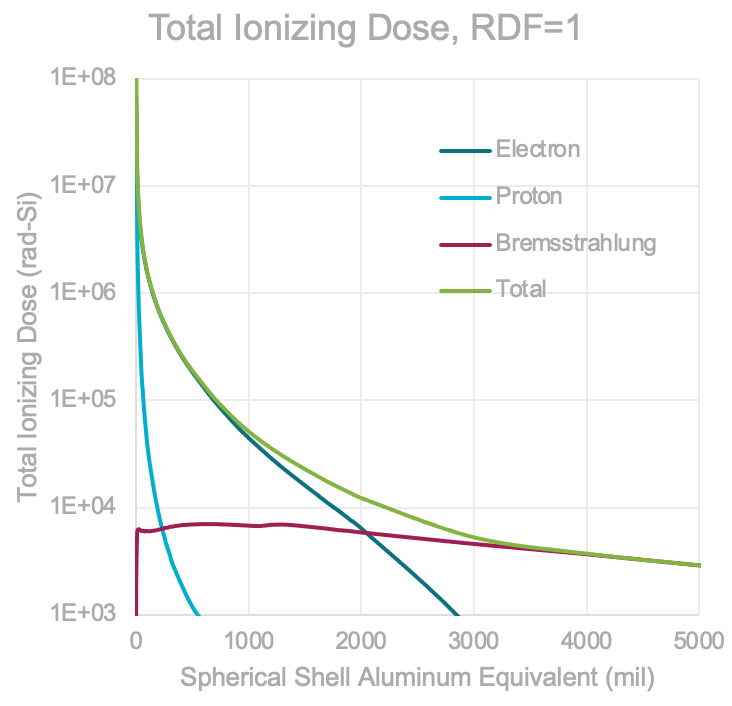 Total Ionizing Dose, RDF=1
1E+08
1E+07
1E+06
1E+05
1E+04
1E+03
Total Ionizing Dose (rad-Si)
Electron
Proton
Bremsstrahlung
Total
0 1000 2000 3000 4000 5000
Spherical Shell Aluminum Equivalent (mil)